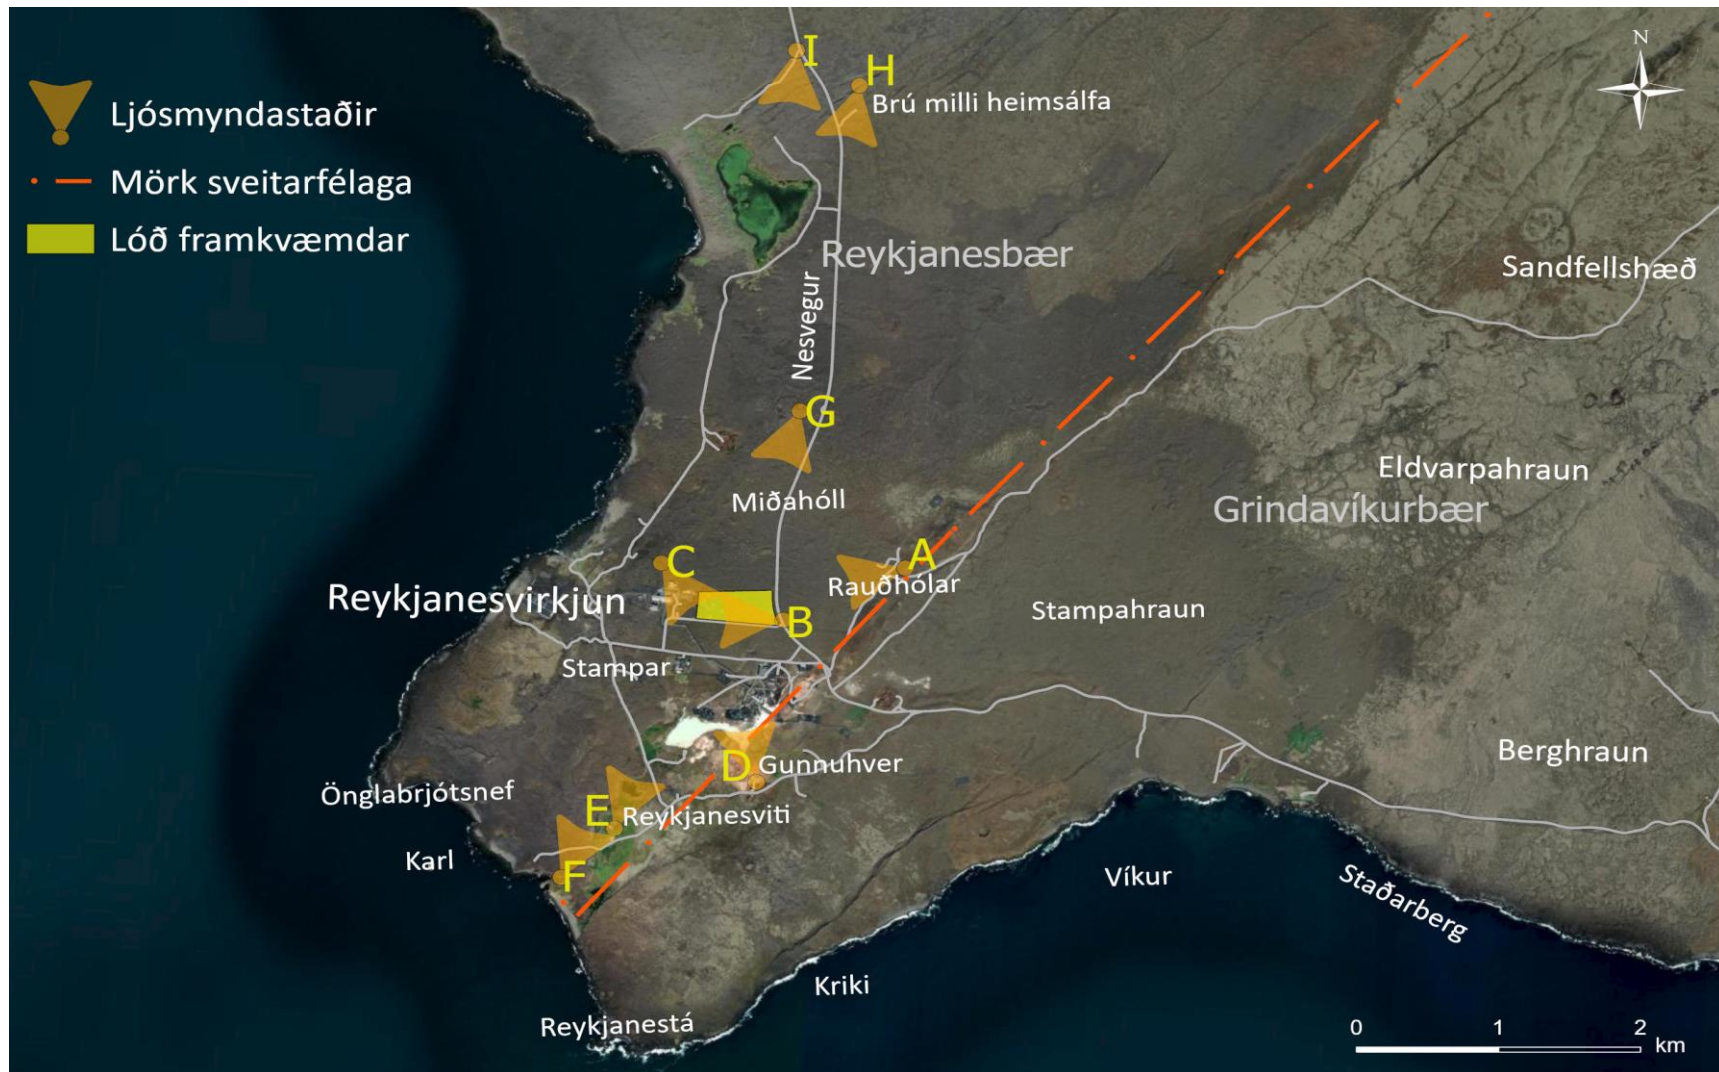 I
H
N
Brú milli heimsálfa
Ljósmyndastaðir
Mörk sveitarfélaga
Lóð framkvæmdar
Reykjanesbær
Sandfellshæð
Nesvegur
G
Miðahóll
Eldvarpahraun
Grindavíkurbær
C
A
Rauðhólar
Reykjanesvirkjun
B
Stampahraun
Stampar
D
Gunnuhver
Berghraun
Önglabrjótsnef
E
Reykjanesviti
Karl
F
Víkur
Staðarberg
Kriki
Reykjanestá
0 1 2
km